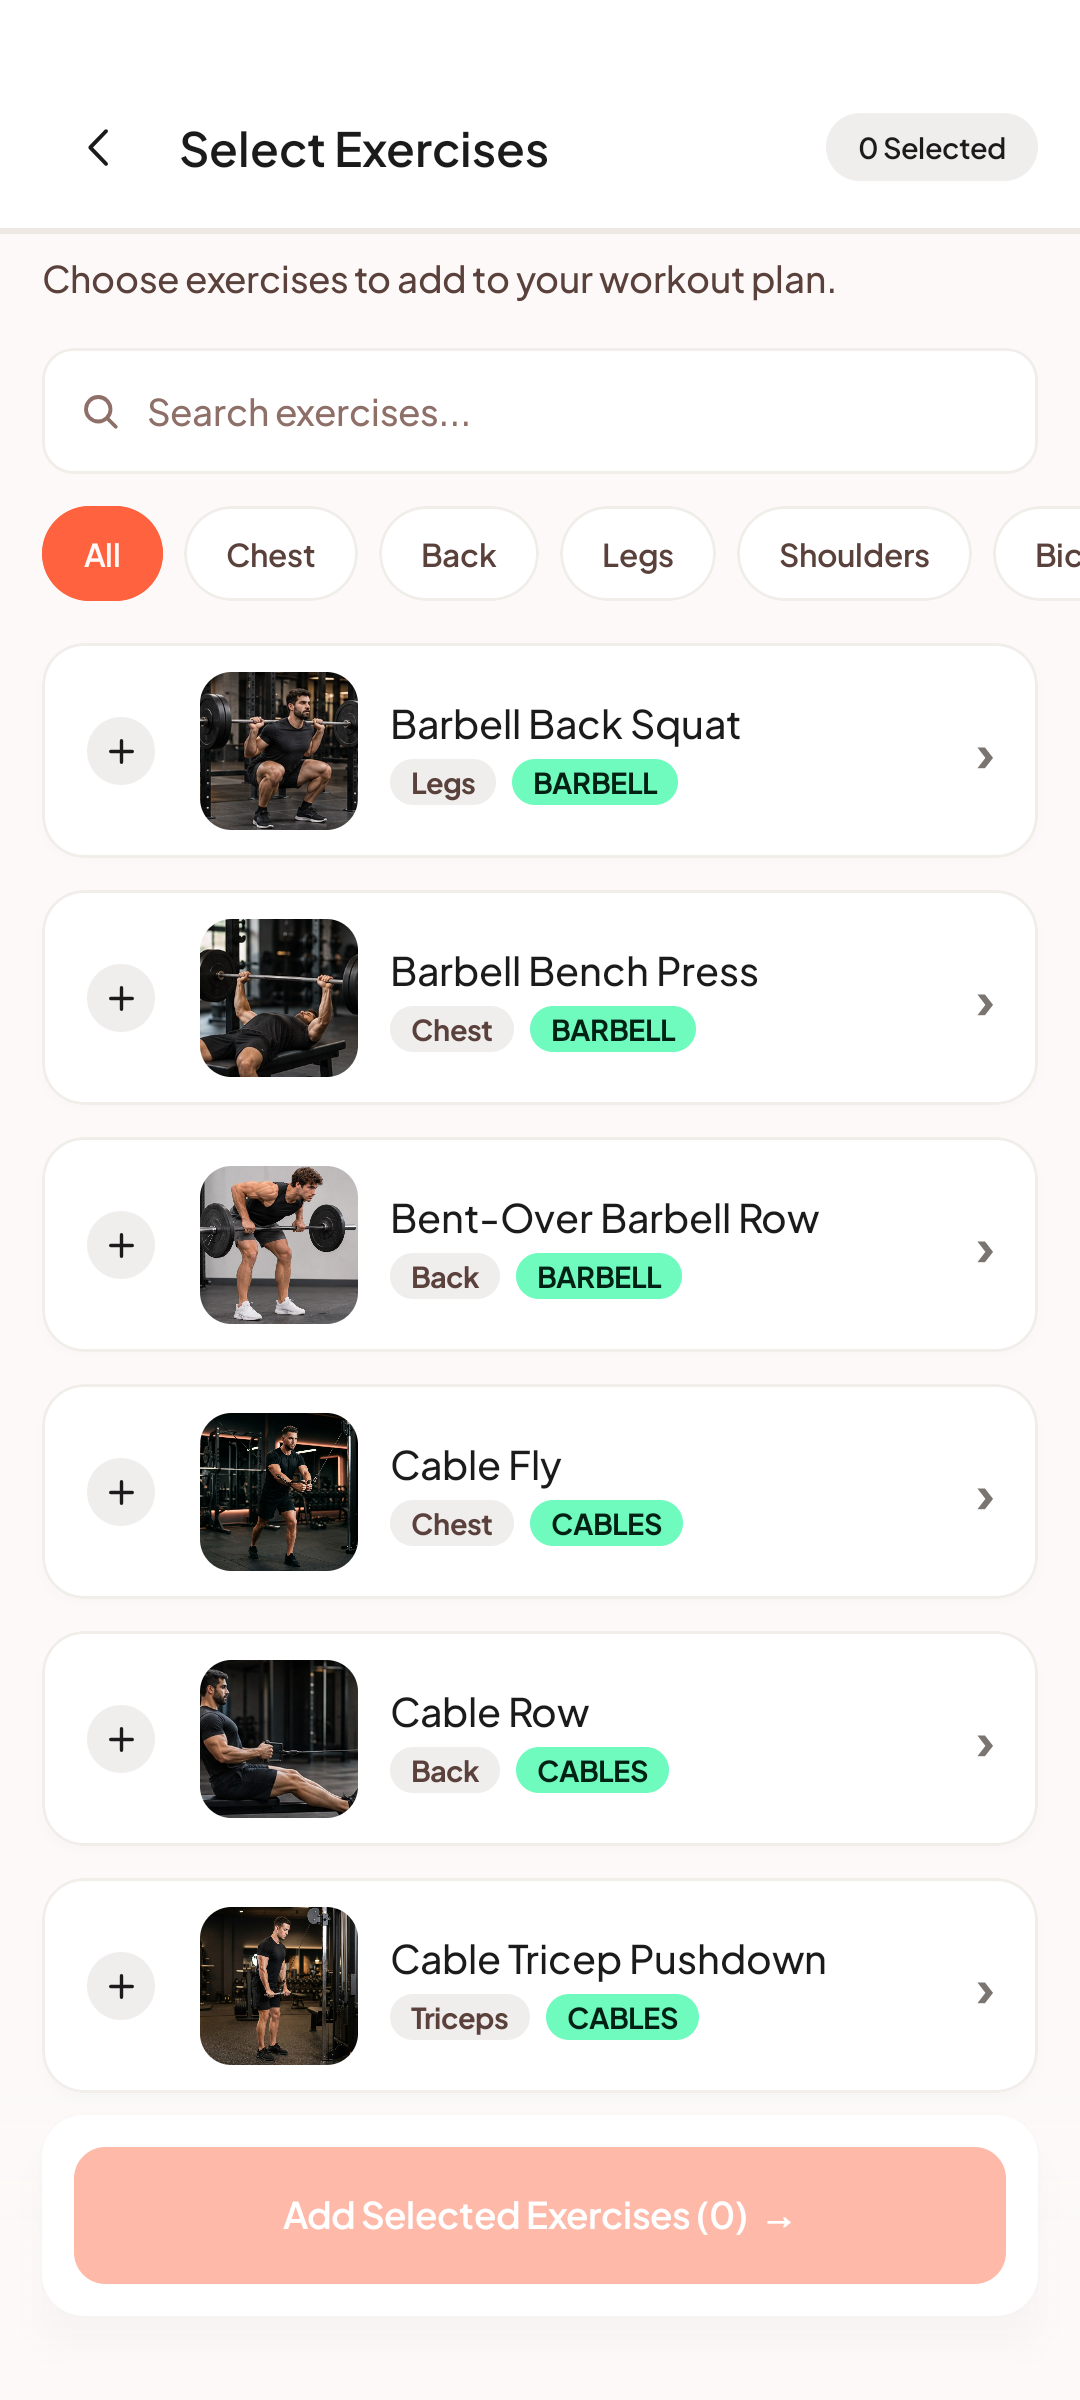 Select Exercises
0 Selected
Choose exercises to add to your workout plan.
Search exercises...
All
Chest
Back
Legs
Shoulders
Bic
Barbell Back Squat
Legs
BARBELL
Barbell Bench Press
Chest
BARBELL
Bent-Over Barbell Row
Back
BARBELL
Cable Fly
Chest
CABLES
Cable Row
Back
CABLES
Cable Tricep Pushdown
Triceps
CABLES
Add Selected Exercises (0) →